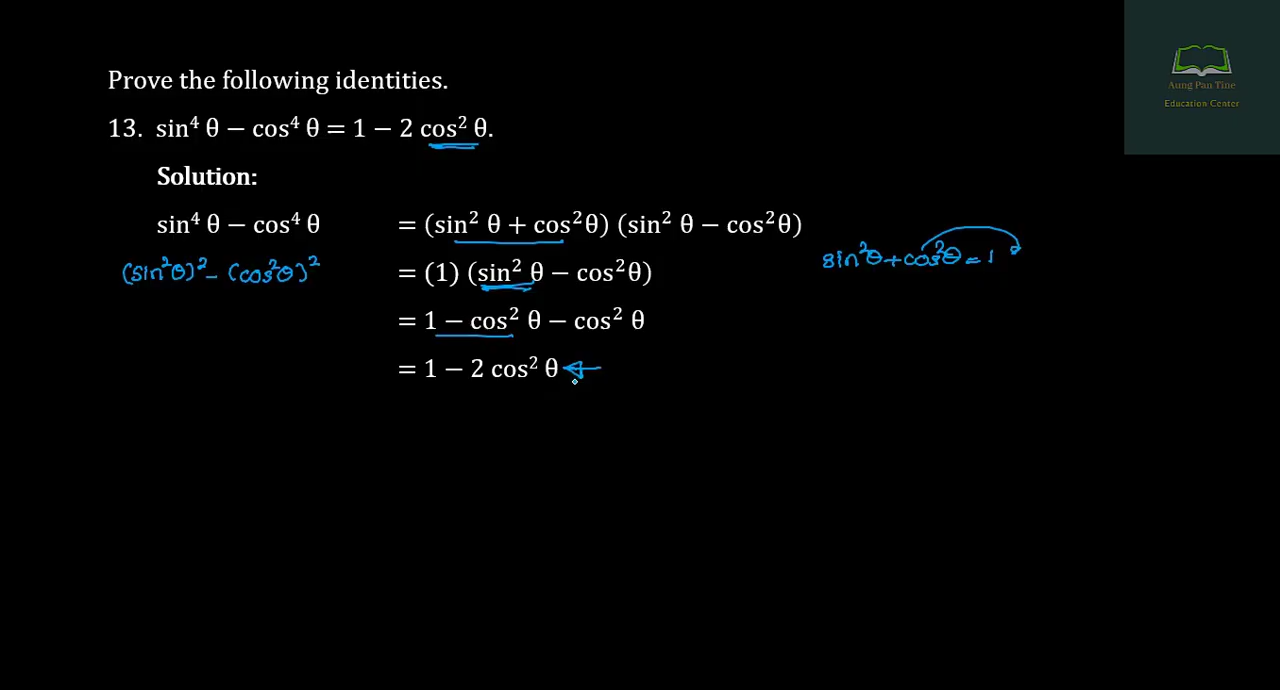 Aung Pan Tine
Education Center
Prove the following identities.
13. sin⁴ θ − cos⁴ θ = 1 − 2 cos² θ.
Solution:
sin⁴ θ − cos⁴ θ = (sin² θ + cos²θ) (sin² θ − cos²θ)
(sin²θ)² − (cos²θ)² = (1) (sin² θ − cos²θ) sin²θ + cos²θ = 1
= 1 − cos² θ − cos² θ
= 1 − 2 cos² θ